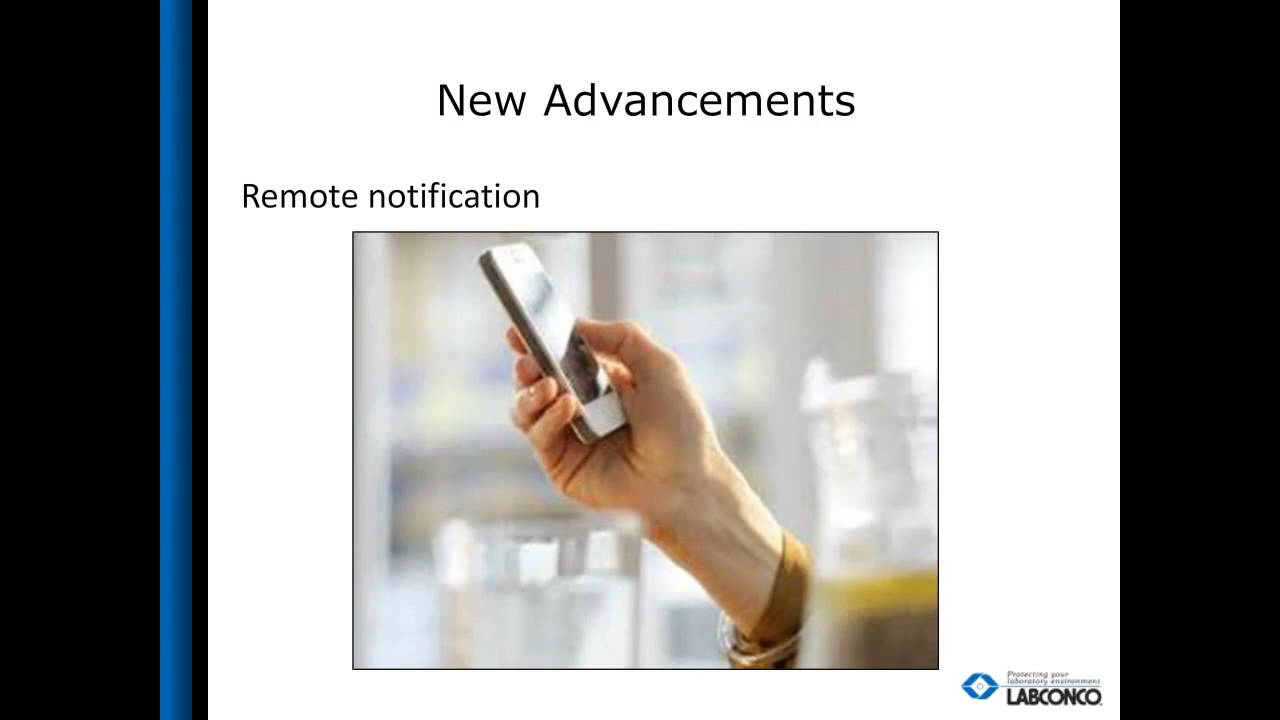 New Advancements
Remote notification
Protecting your
laboratory environment
LABCONCO